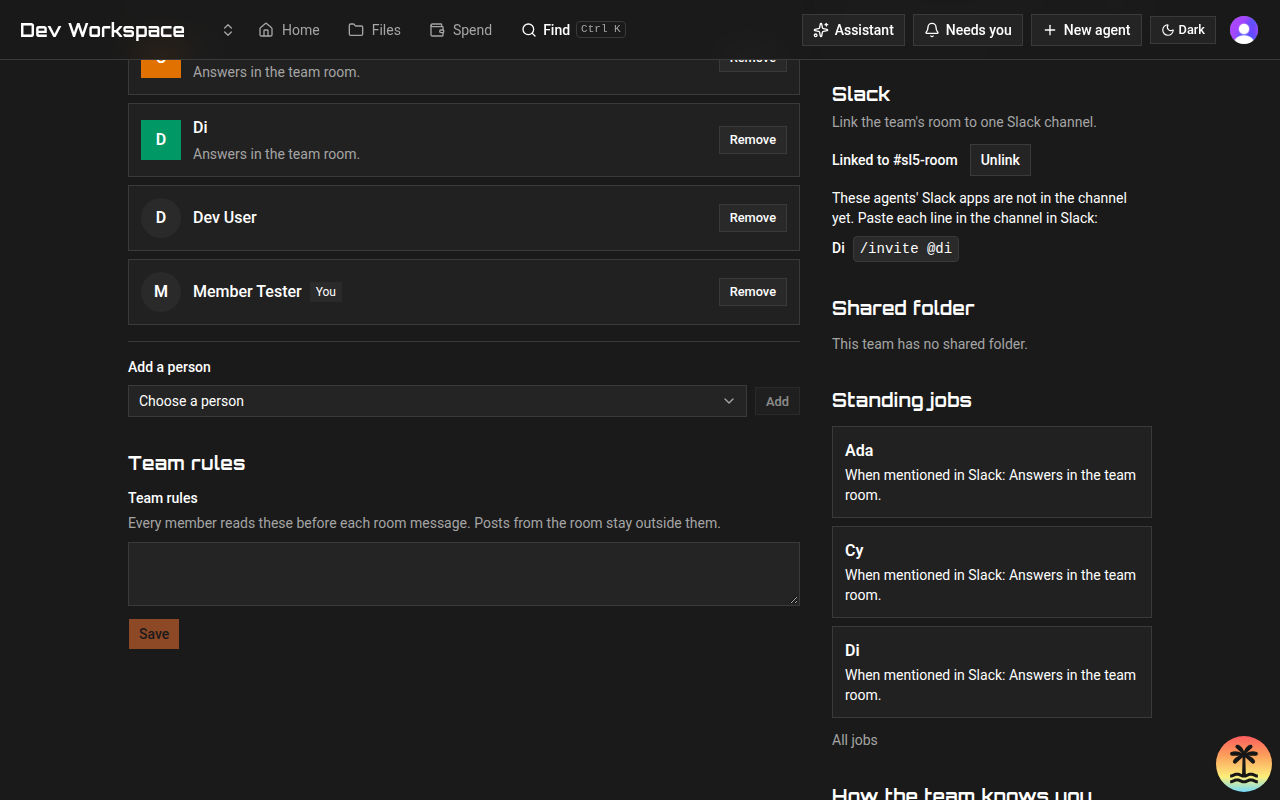 Dev Workspace
Home
Files
Spend
Find
Ctrl K
Assistant
Needs you
New agent
Dark
Answers in the team room.
D
Di
Answers in the team room.
Remove
D
Dev User
Remove
M
Member Tester
You
Remove
Add a person
Choose a person
Add
Team rules
Team rules
Every member reads these before each room message. Posts from the room stay outside them.
Save
Slack
Link the team's room to one Slack channel.
Linked to #sl5-room
Unlink
These agents' Slack apps are not in the channel
yet. Paste each line in the channel in Slack:
Di
/invite @di
Shared folder
This team has no shared folder.
Standing jobs
Ada
When mentioned in Slack: Answers in the team
room.
Cy
When mentioned in Slack: Answers in the team
room.
Di
When mentioned in Slack: Answers in the team
room.
All jobs
How the team knows you